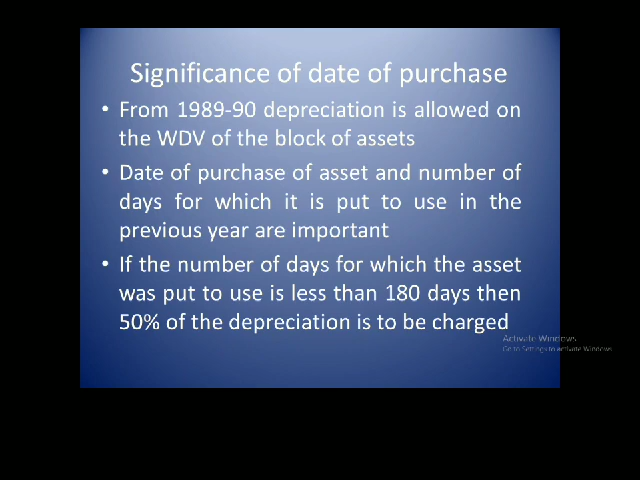 Significance of date of purchase
• From 1989-90 depreciation is allowed on
the WDV of the block of assets
• Date of purchase of asset and number of
days for which it is put to use in the
previous year are important
• If the number of days for which the asset
was put to use is less than 180 days then
50% of the depreciation is to be charged
Activate Windows
Go to Settings to activate Windows.